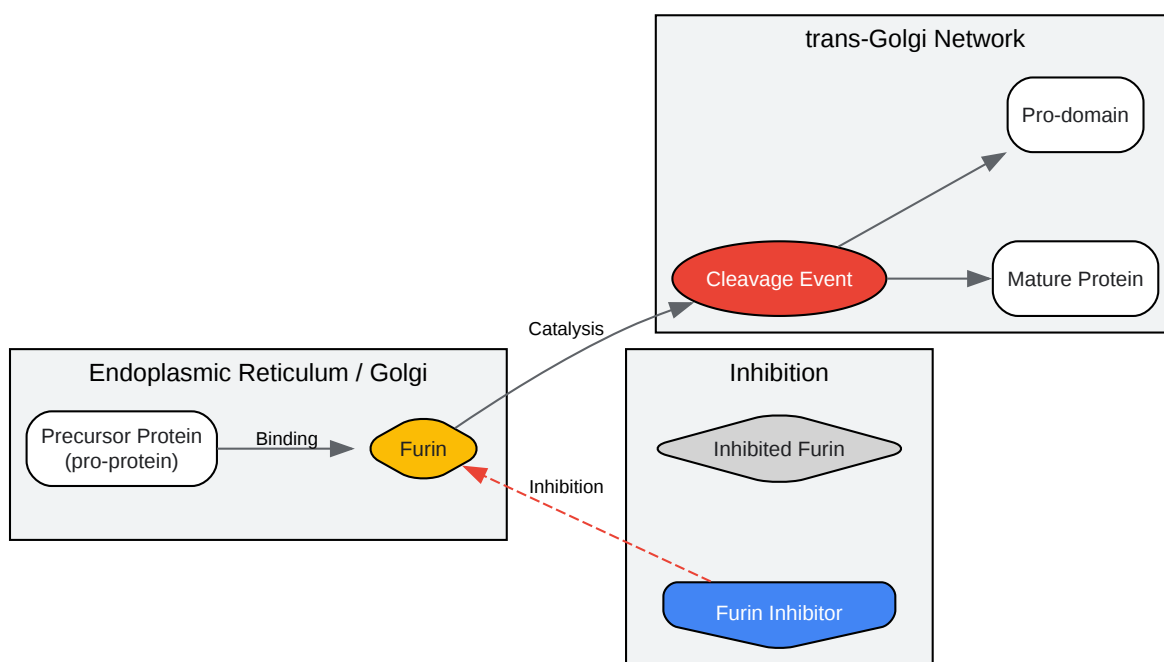 trans-Golgi Network
Pro-domain
Cleavage Event
Mature Protein
Catalysis
Endoplasmic Reticulum / Golgi
Precursor Protein
(pro-protein)
Binding
Furin
Inhibition
Inhibition
Inhibited Furin
Furin Inhibitor